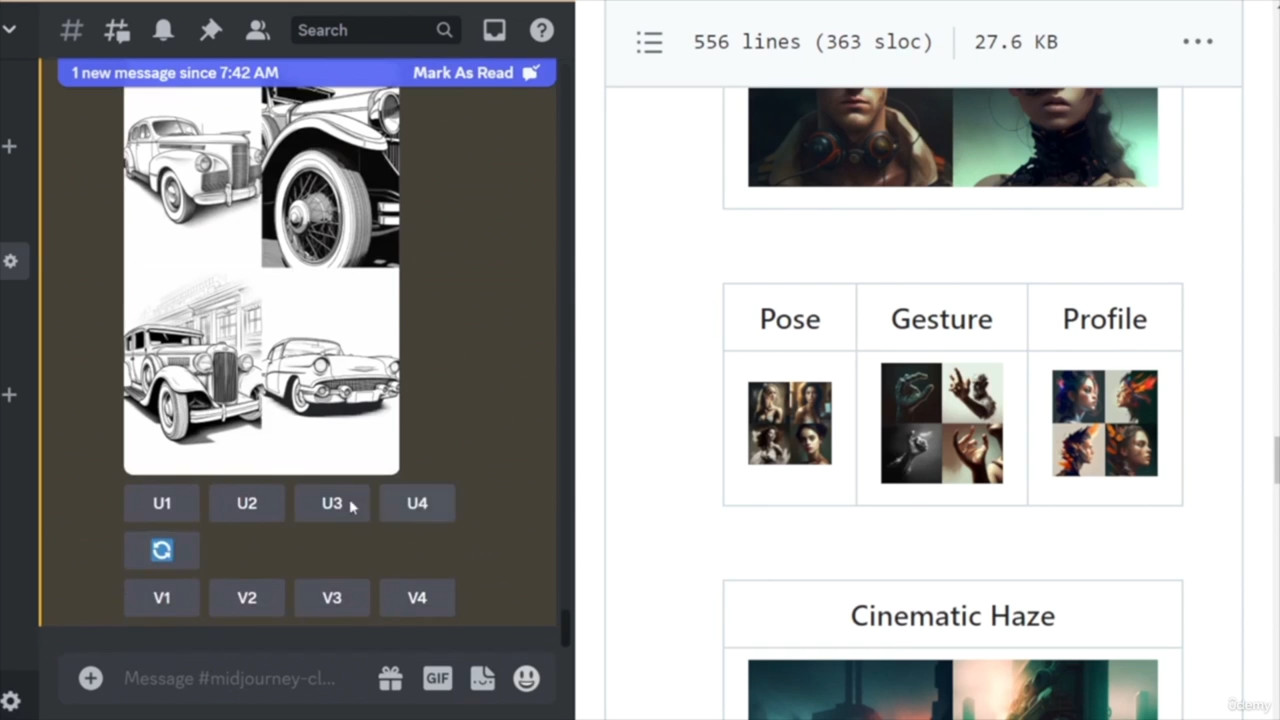 Search
1 new message since 7:42 AM
Mark As Read
U1
U2
U3
U4
V1
V2
V3
V4
Message #midjourney-cl...
GIF
556 lines (363 sloc)
27.6 KB
Pose
Gesture
Profile
Cinematic Haze
ûdemy